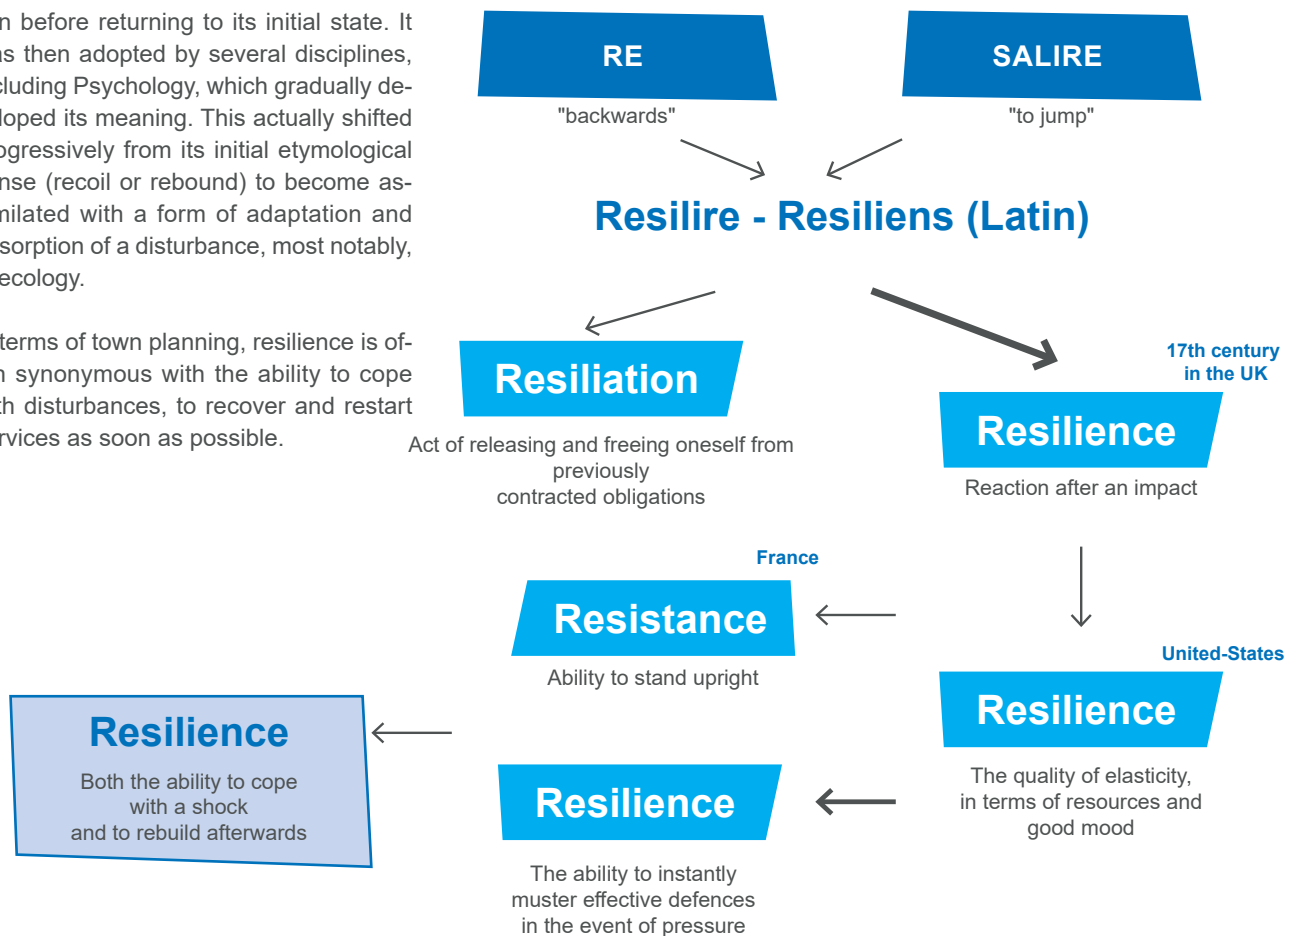 n before returning to its initial state. It
as then adopted by several disciplines,
cluding Psychology, which gradually de-
loped its meaning. This actually shifted
ogressively from its initial etymological
nse (recoil or rebound) to become as-
milated with a form of adaptation and
sorption of a disturbance, most notably,
ecology.
terms of town planning, resilience is of-
n synonymous with the ability to cope
th disturbances, to recover and restart
rvices as soon as possible.
RE
"backwards"
SALIRE
"to jump"
Resilire - Resiliens (Latin)
Resiliation
Act of releasing and freeing oneself from
previously
contracted obligations
17th century
in the UK
Resilience
Reaction after an impact
France
Resistance
Ability to stand upright
United-States
Resilience
The quality of elasticity,
in terms of resources and
good mood
Resilience
The ability to instantly
muster effective defences
in the event of pressure
Resilience
Both the ability to cope
with a shock
and to rebuild afterwards